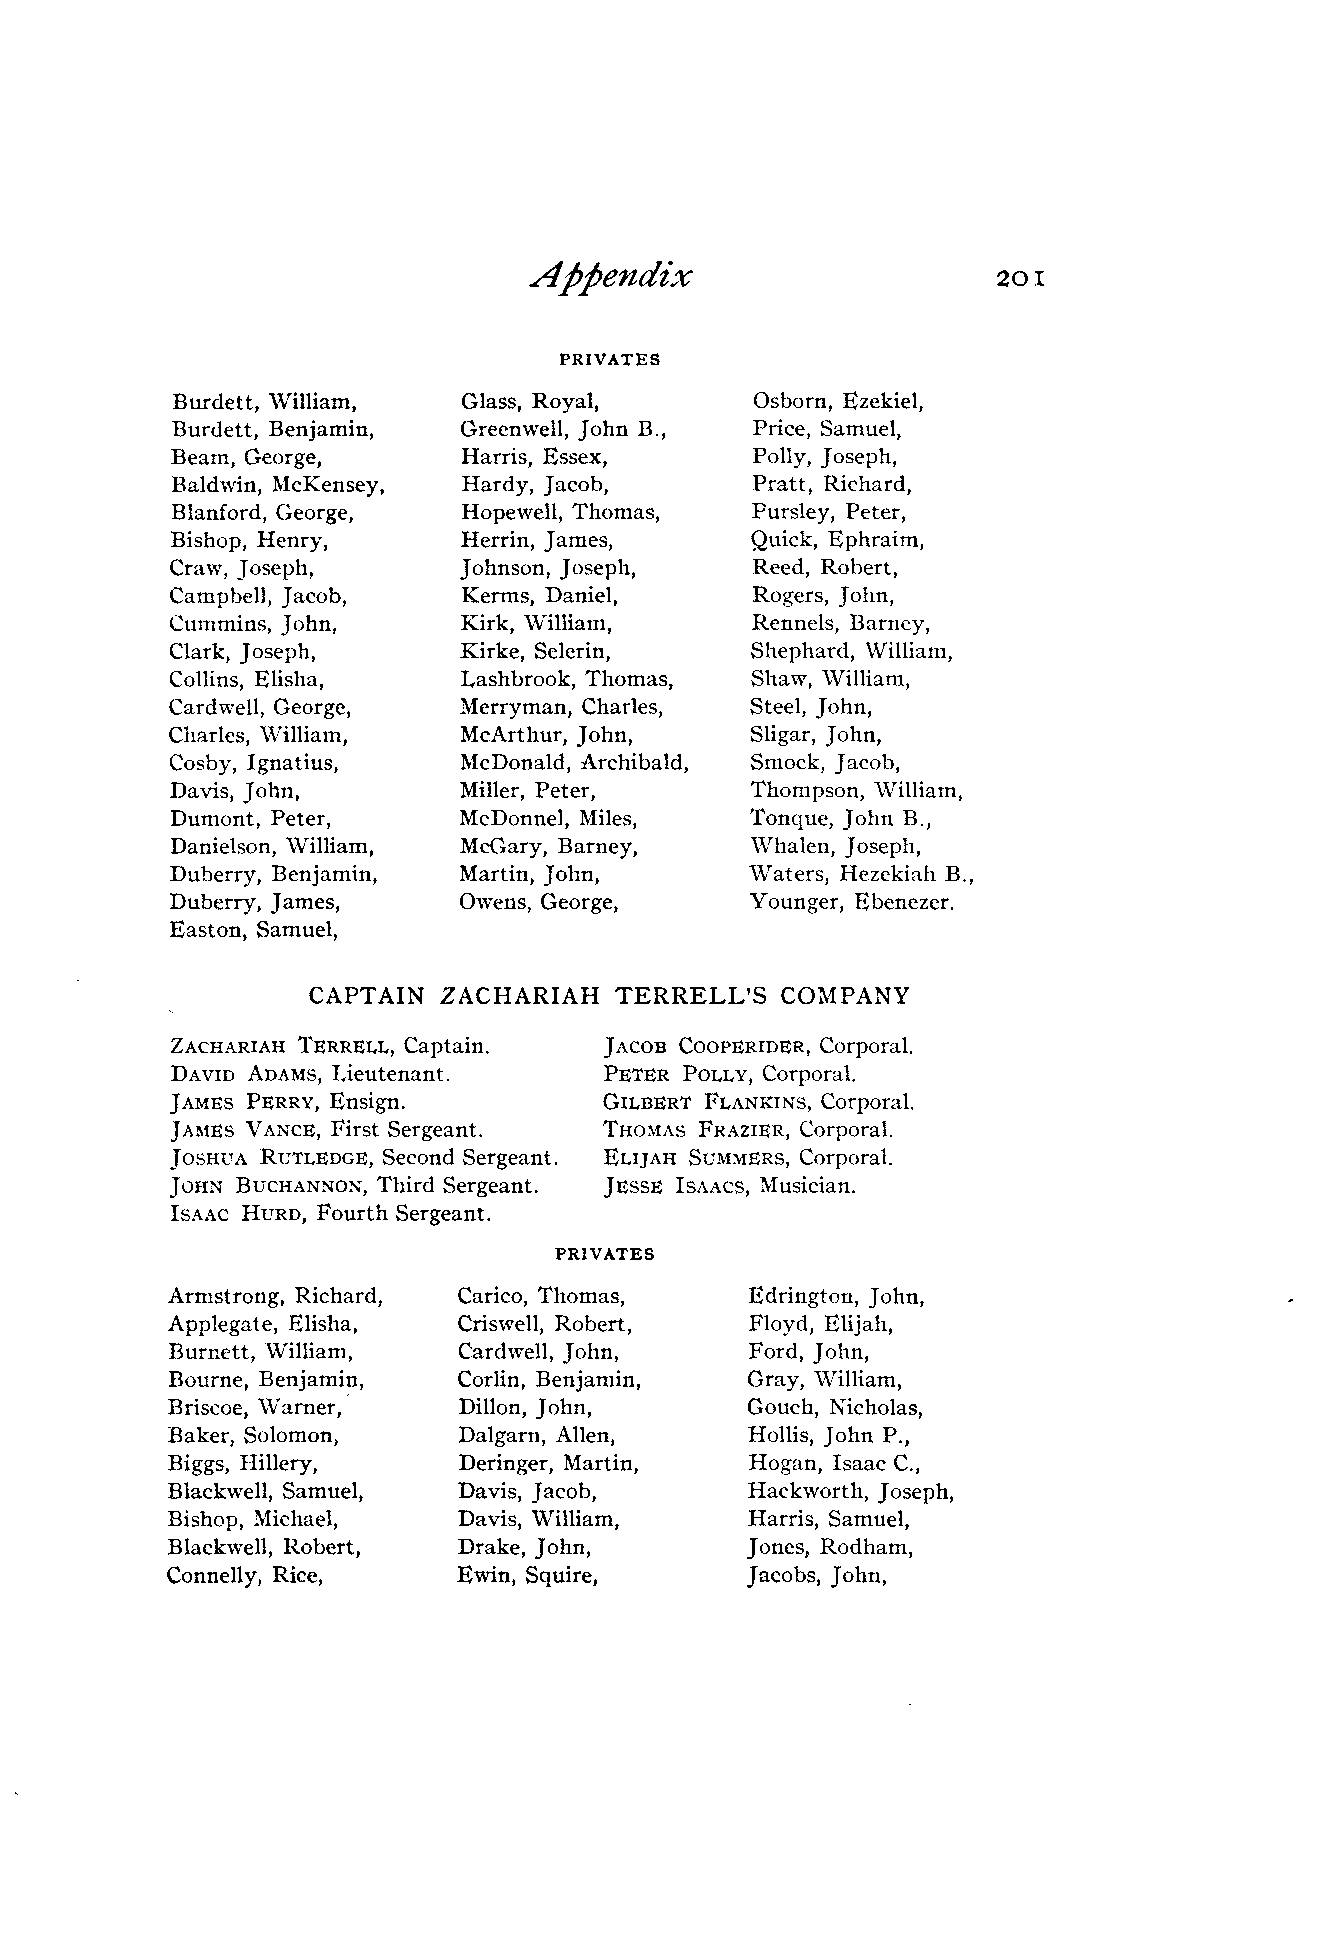 Appendix 201
PRIVATES
Burdett, William,
Burdett, Benjamin,
Beam, George,
Baldwin, McKensey,
Blanford, George,
Bishop, Henry,
Craw, Joseph,
Campbell, Jacob,
Cummins, John,
Clark, Joseph,
Collins, Elisha,
Cardwell, George,
Charles, William,
Cosby, Ignatius,
Davis, John,
Dumont, Peter,
Danielson, William,
Duberry, Benjamin,
Duberry, James,
Easton, Samuel,
Glass, Royal,
Greenwell, John B.,
Harris, Essex,
Hardy, Jacob,
Hopewell, Thomas,
Herrin, James,
Johnson, Joseph,
Kerms, Daniel,
Kirk, William,
Kirke, Selerin,
Lashbrook, Thomas,
Merryman, Charles,
McArthur, John,
McDonald, Archibald,
Miller, Peter,
McDonnel, Miles,
McGary, Barney,
Martin, John,
Owens, George,
Osborn, Ezekiel,
Price, Samuel,
Polly, Joseph,
Pratt, Richard,
Pursley, Peter,
Quick, Ephraim,
Reed, Robert,
Rogers, John,
Rennels, Barney,
Shephard, William,
Shaw, William,
Steel, John,
Sligar, John,
Smock, Jacob,
Thompson, William,
Tonque, John B.,
Whalen, Joseph,
Waters, Hezekiah B.,
Younger, Ebenezer.
CAPTAIN ZACHARIAH TERRELL'S COMPANY
ZACHARIAH TERRELL, Captain.
DAVID ADAMS, Lieutenant.
JAMES PERRY, Ensign.
JAMES VANCE, First Sergeant.
JOSHUA RUTLEDGE, Second Sergeant.
JOHN BUCHANNON, Third Sergeant.
ISAAC HURD, Fourth Sergeant.
JACOB COOPERIDER, Corporal.
PETER POLLY, Corporal.
GILBERT FLANKINS, Corporal.
THOMAS FRAZIER, Corporal.
ELIJAH SUMMERS, Corporal.
JESSE ISAACS, Musician.
PRIVATES
Armstrong, Richard,
Applegate, Elisha,
Burnett, William,
Bourne, Benjamin,
Briscoe, Warner,
Baker, Solomon,
Biggs, Hillery,
Blackwell, Samuel,
Bishop, Michael,
Blackwell, Robert,
Connelly, Rice,
Carico, Thomas,
Criswell, Robert,
Cardwell, John,
Corlin, Benjamin,
Dillon, John,
Dalgarn, Allen,
Deringer, Martin,
Davis, Jacob,
Davis, William,
Drake, John,
Ewin, Squire,
Edrington, John,
Floyd, Elijah,
Ford, John,
Gray, William,
Gouch, Nicholas,
Hollis, John P.,
Hogan, Isaac C.,
Hackworth, Joseph,
Harris, Samuel,
Jones, Rodham,
Jacobs, John,